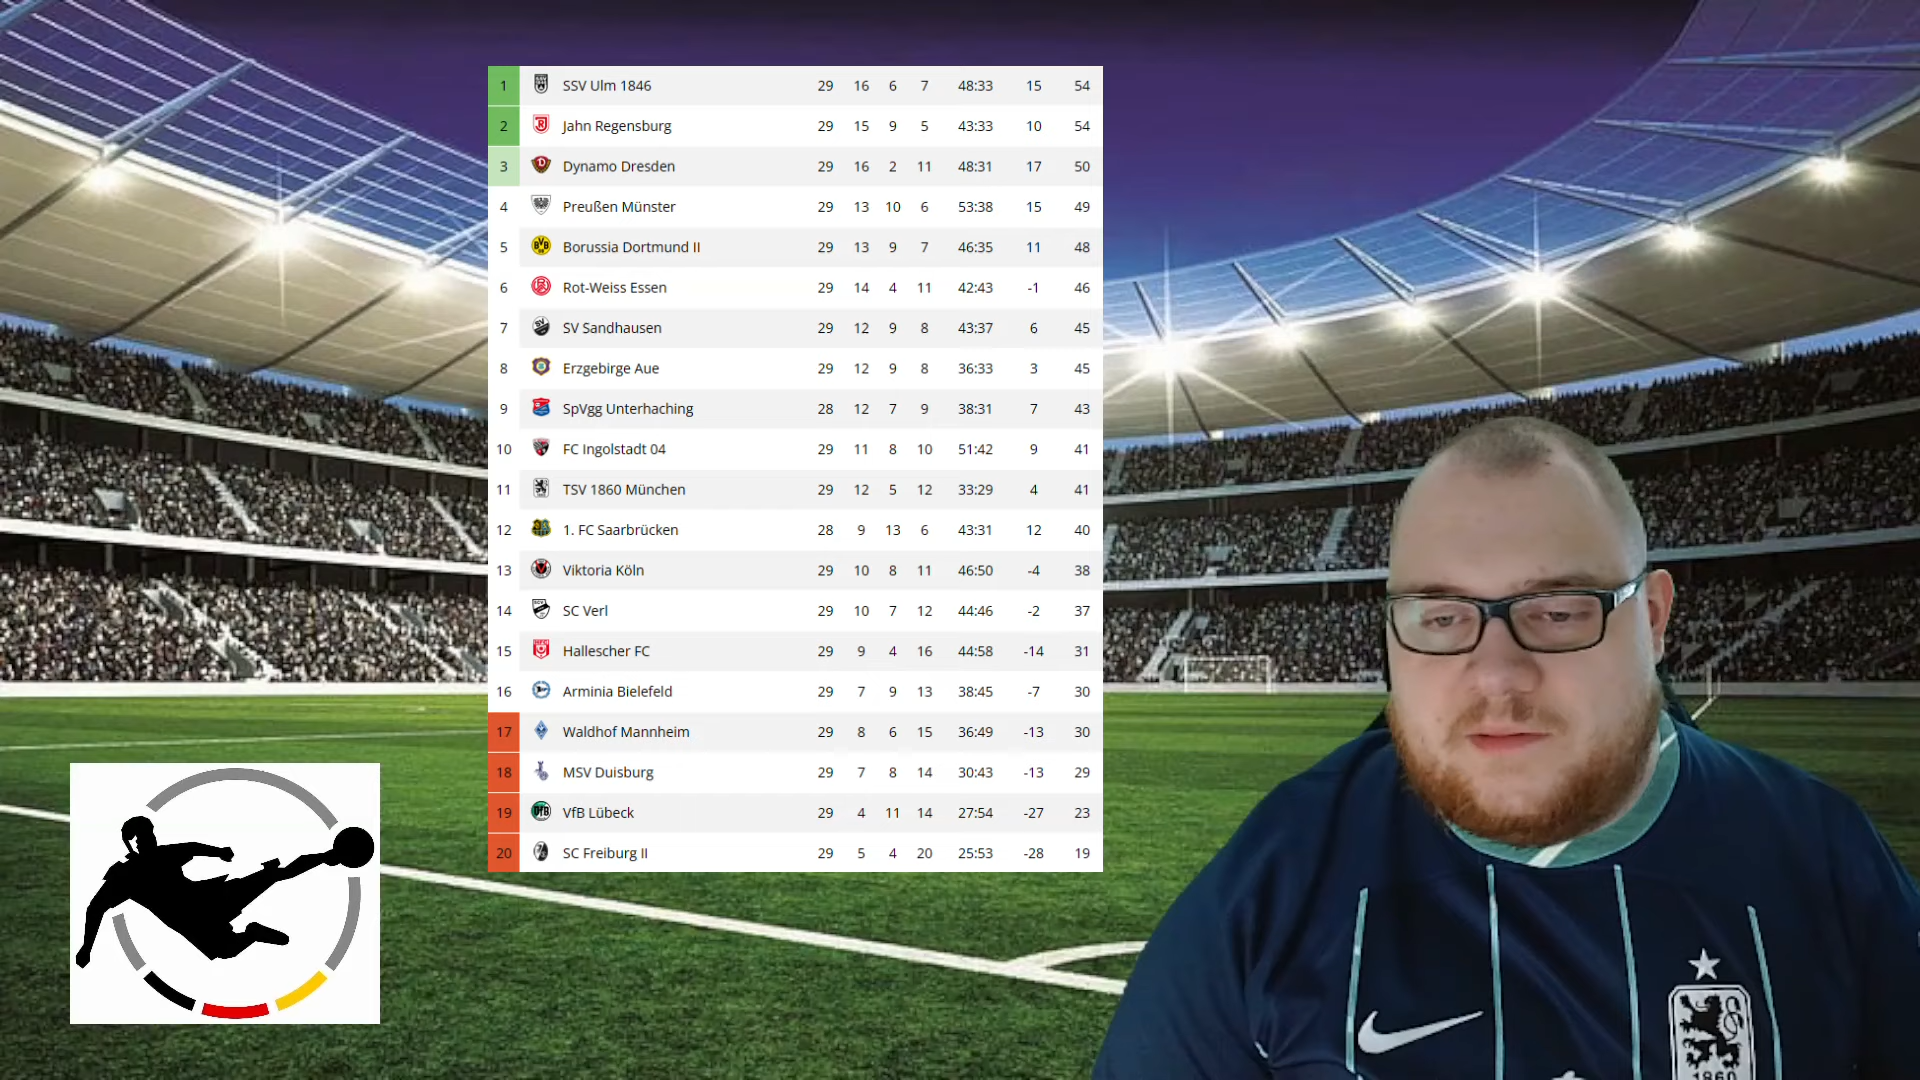 1 SSV Ulm 1846 29 16 6 7 48:33 15 54
2 Jahn Regensburg 29 15 9 5 43:33 10 54
3 Dynamo Dresden 29 16 2 11 48:31 17 50
4 Preußen Münster 29 13 10 6 53:38 15 49
5 Borussia Dortmund II 29 13 9 7 46:35 11 48
6 Rot-Weiss Essen 29 14 4 11 42:43 -1 46
7 SV Sandhausen 29 12 9 8 43:37 6 45
8 Erzgebirge Aue 29 12 9 8 36:33 3 45
9 SpVgg Unterhaching 28 12 7 9 38:31 7 43
10 FC Ingolstadt 04 29 11 8 10 51:42 9 41
11 TSV 1860 München 29 12 5 12 33:29 4 41
12 1. FC Saarbrücken 28 9 13 6 43:31 12 40
13 Viktoria Köln 29 10 8 11 46:50 -4 38
14 SC Verl 29 10 7 12 44:46 -2 37
15 Hallescher FC 29 9 4 16 44:58 -14 31
16 Arminia Bielefeld 29 7 9 13 38:45 -7 30
17 Waldhof Mannheim 29 8 6 15 36:49 -13 30
18 MSV Duisburg 29 7 8 14 30:43 -13 29
19 VfB Lübeck 29 4 11 14 27:54 -27 23
20 SC Freiburg II 29 5 4 20 25:53 -28 19
1860